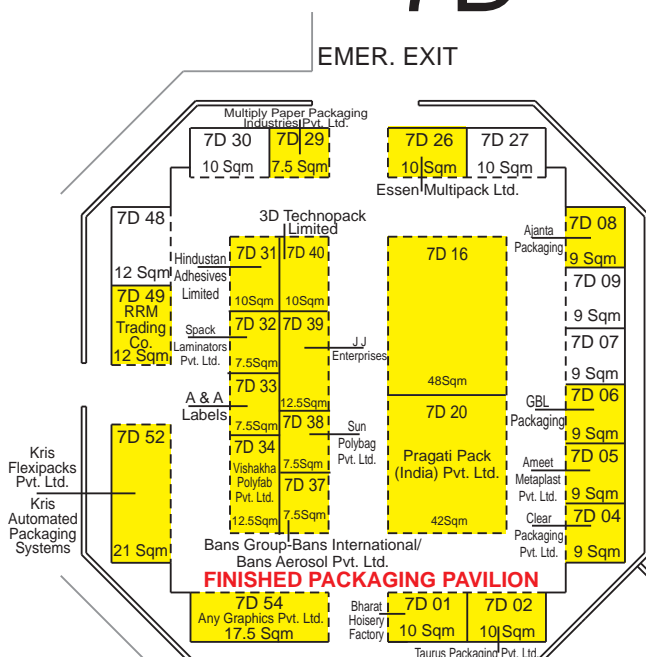 7D
EMER. EXIT
Multiply Paper Packaging
Industries Pvt. Ltd.
7D 30
10 Sqm
7D 29
7.5 Sqm
7D 26
10 Sqm
7D 27
10 Sqm
Essen Multipack Ltd.
7D 48
12 Sqm
7D 49
RRM
Trading
Co.
12 Sqm
3D Technopack
Limited
Hindustan
Adhesives
Limited
7D 31
10Sqm
7D 40
10Sqm
Spack
Laminators
Pvt. Ltd.
7D 32
7.5Sqm
7D 39
12.5Sqm
J J
Enterprises
A & A
Labels
7D 33
7.5Sqm
7D 38
7.5Sqm
Sun
Polybag
Pvt. Ltd.
7D 34
Vishakha
Polyfab
Pvt. Ltd.
12.5Sqm
7D 37
7.5Sqm
Bans Group-Bans International/
Bans Aerosol Pvt. Ltd.
7D 16
48Sqm
7D 20
Pragati Pack
(India) Pvt. Ltd.
42Sqm
Ajanta
Packaging
7D 08
9 Sqm
7D 09
9 Sqm
7D 07
9 Sqm
GBL
Packaging
7D 06
9 Sqm
Ameet
Metaplast
Pvt. Ltd.
7D 05
9 Sqm
Clear
Packaging
Pvt. Ltd.
7D 04
9 Sqm
Kris
Flexipacks
Pvt. Ltd.
Kris
Automated
Packaging
Systems
7D 52
21 Sqm
FINISHED PACKAGING PAVILION
7D 54
Any Graphics Pvt. Ltd.
17.5 Sqm
Bharat
Hoisery
Factory
7D 01
10 Sqm
7D 02
10 Sqm
Taurus Packaging Pvt. Ltd.